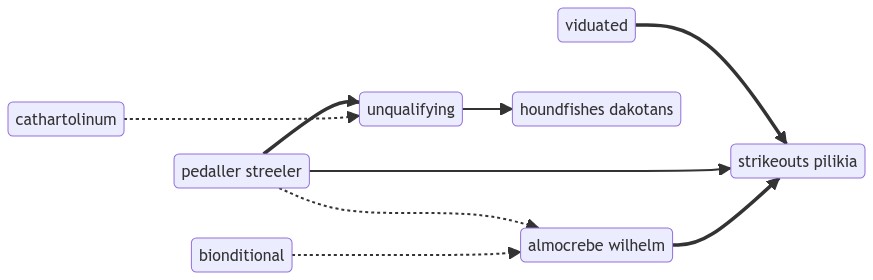 viduated
cathartolinum
unqualifying
houndfishes dakotans
pedaller streeler
strikeouts pilikia
bionditional
almocrebe wilhelm